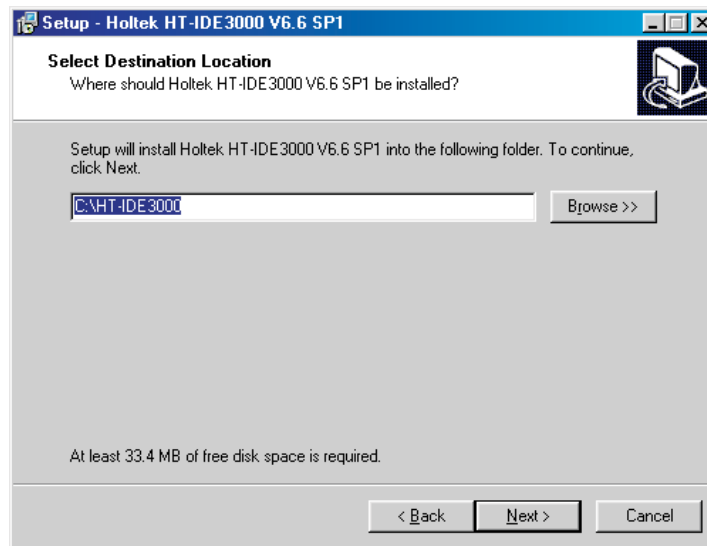 Setup - Holtek HT-IDE3000 V6.6 SP1
Select Destination Location
Where should Holtek HT-IDE3000 V6.6 SP1 be installed?
Setup will install Holtek HT-IDE3000 V6.6 SP1 into the following folder. To continue,
click Next.
C:\HT-IDE3000
Browse >>
At least 33.4 MB of free disk space is required.
< Back
Next >
Cancel